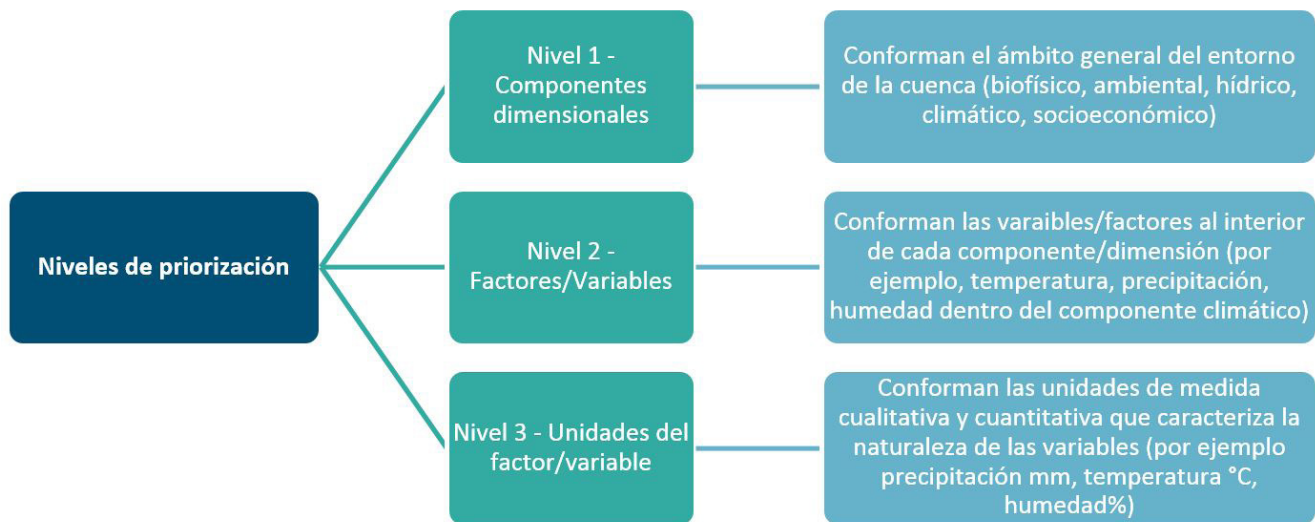 Niveles de priorización
Nivel 1 -
Componentes
dimensionales
Conforman el ámbito general del entorno
de la cuenca (biofísico, ambiental, hídrico,
climático, socioeconómico)
Nivel 2 -
Factores/Variables
Conforman las varaibles/factores al interior
de cada componente/dimensión (por
ejemplo, temperatura, precipitación,
humedad dentro del componente climático)
Nivel 3 - Unidades del
factor/variable
Conforman las unidades de medida
cualitativa y cuantitativa que caracteriza la
naturaleza de las variables (por ejemplo
precipitación mm, temperatura °C,
humedad%)